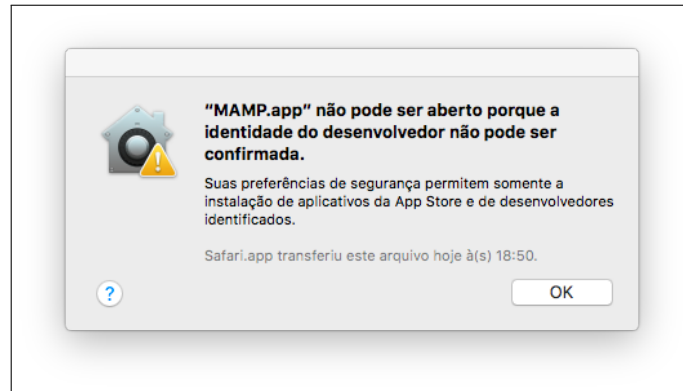 “MAMP.app” não pode ser aberto porque a
identidade do desenvolvedor não pode ser
confirmada.
Suas preferências de segurança permitem somente a
instalação de aplicativos da App Store e de desenvolvedores
identificados.
Safari.app transferiu este arquivo hoje à(s) 18:50.
?
OK